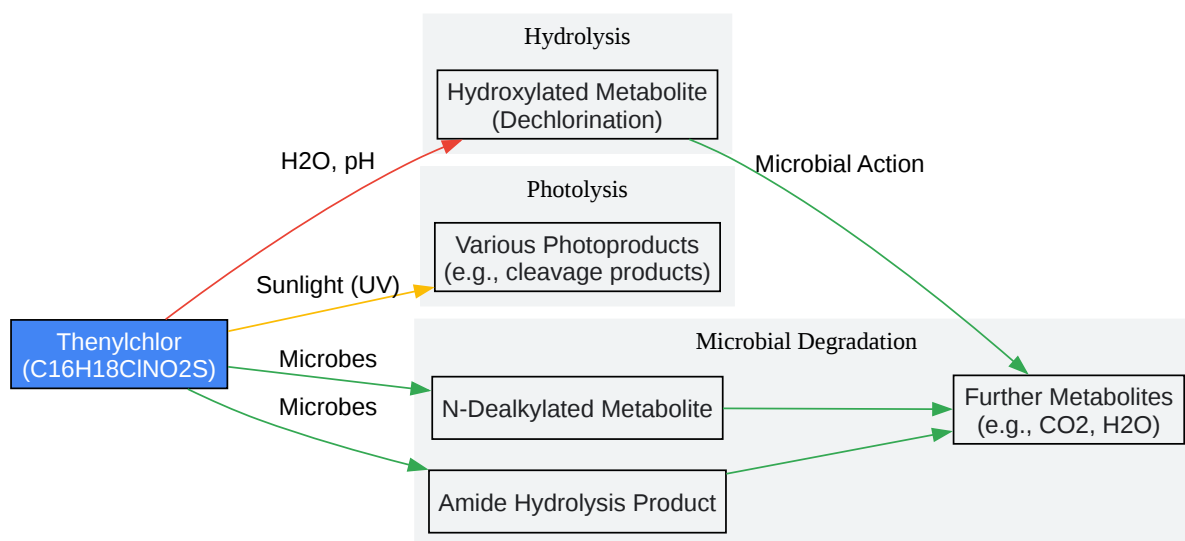 Hydrolysis
Hydroxylated Metabolite
(Dechlorination)
H2O, pH
Microbial Action
Photolysis
Various Photoproducts
(e.g., cleavage products)
Sunlight (UV)
Thenylchlor
(C16H18ClNO2S)
Microbial Degradation
Microbes
N-Dealkylated Metabolite
Further Metabolites
(e.g., CO2, H2O)
Microbes
Amide Hydrolysis Product